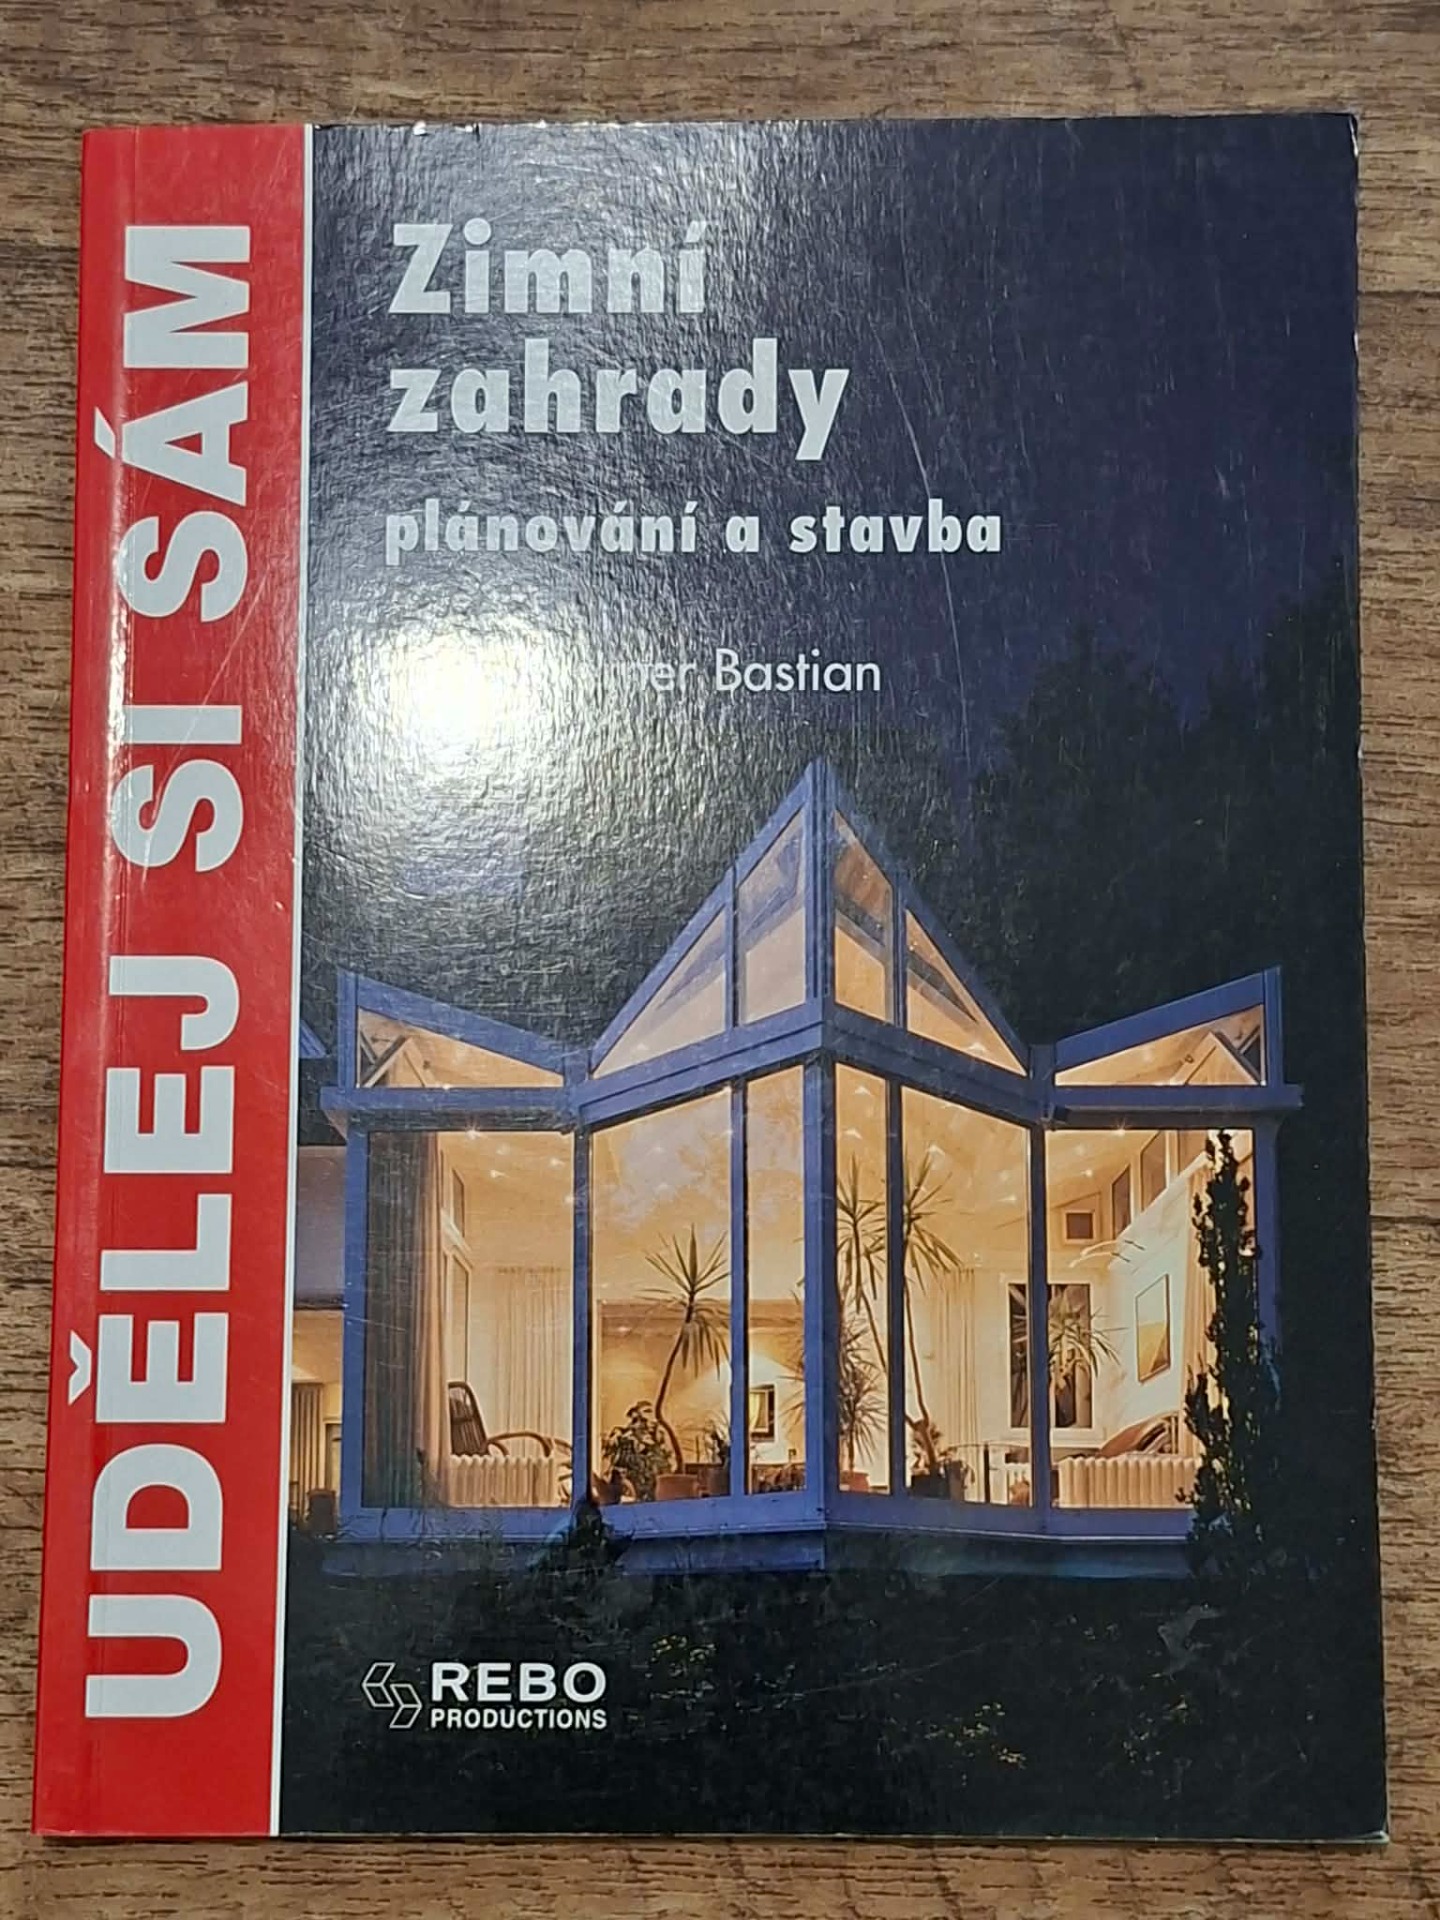 UDĚLEJ SI SÁM
Zimní
zahrady
plánování a stavba
Bastian
REBO
PRODUCTIONS